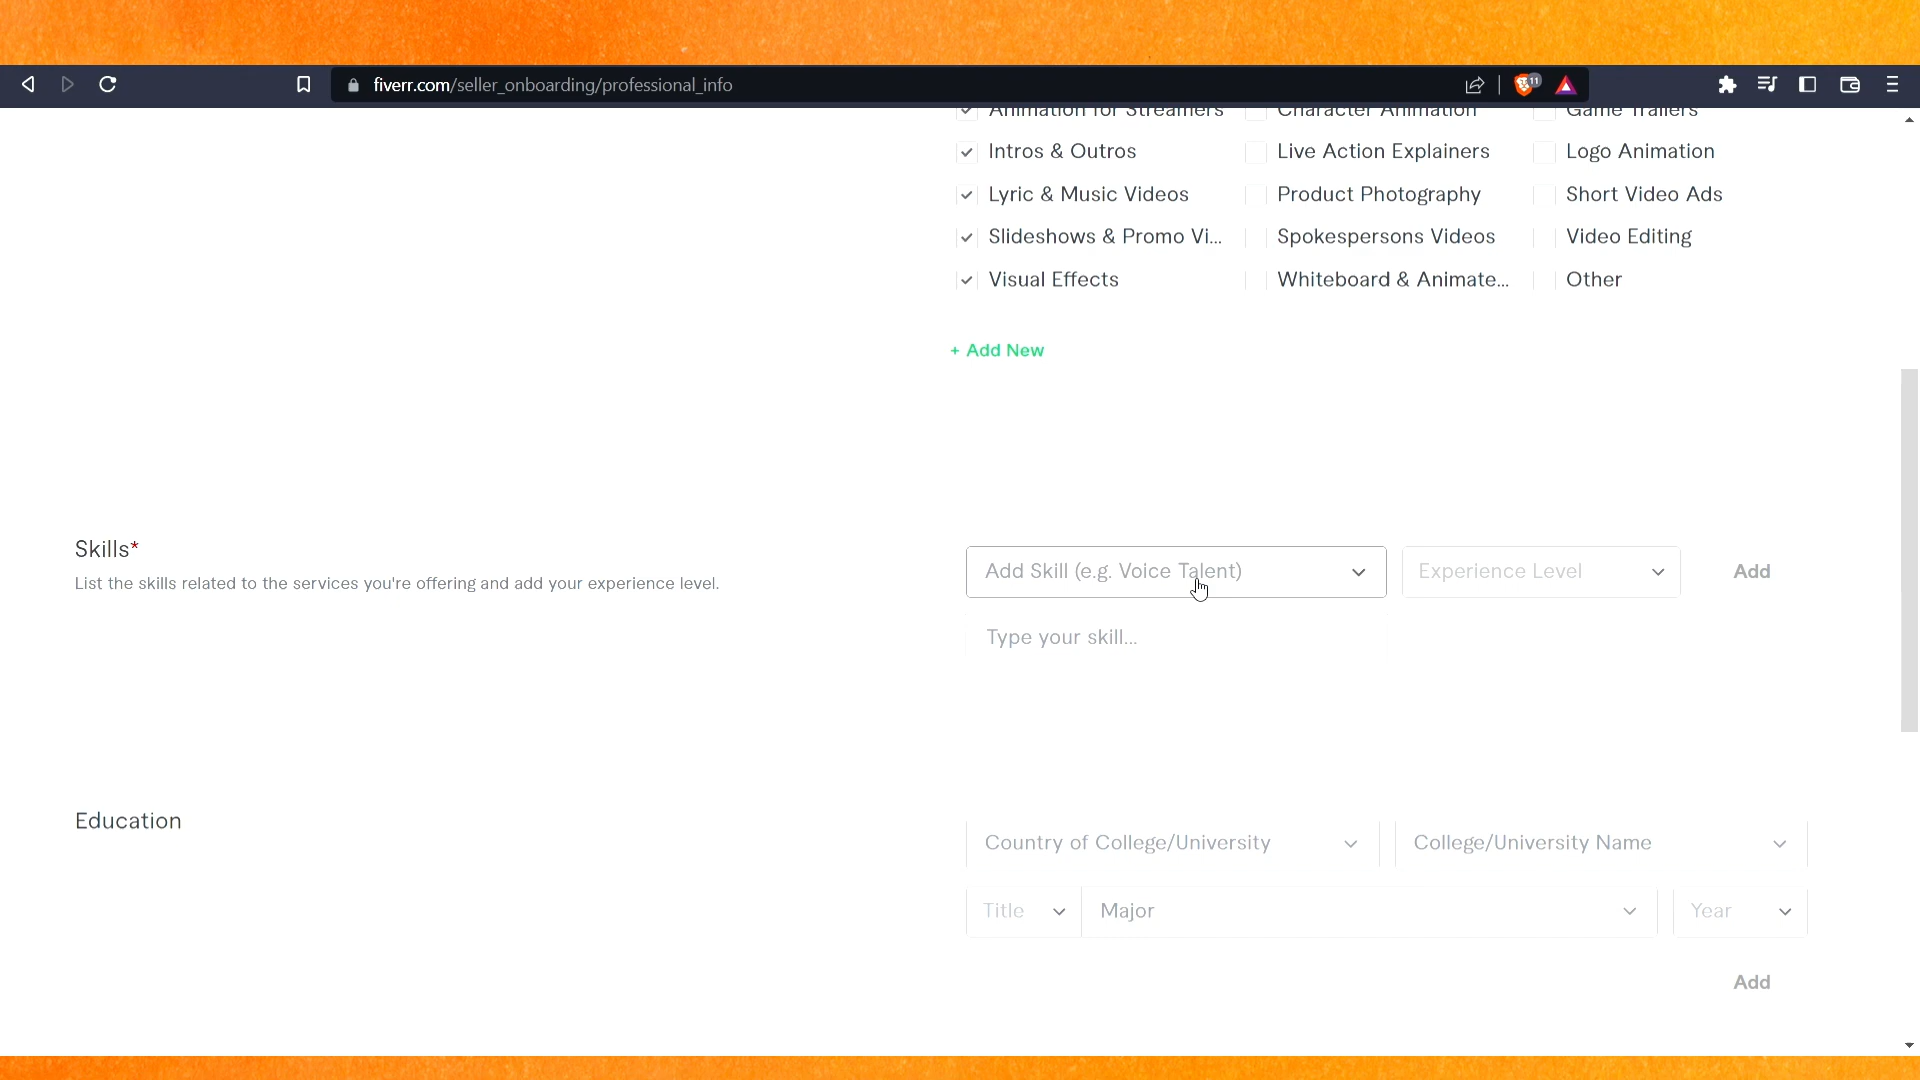 fiverr.com/seller_onboarding/professional_info
11
Animation for Streamers Character Animation Game Trailers
Intros & Outros Live Action Explainers Logo Animation
Lyric & Music Videos Product Photography Short Video Ads
Slideshows & Promo Vi... Spokespersons Videos Video Editing
Visual Effects Whiteboard & Animate... Other
+ Add New
Skills*
List the skills related to the services you're offering and add your experience level.
Add Skill (e.g. Voice Talent) Experience Level Add
Type your skill...
Education
Country of College/University College/University Name
Title Major Year
Add